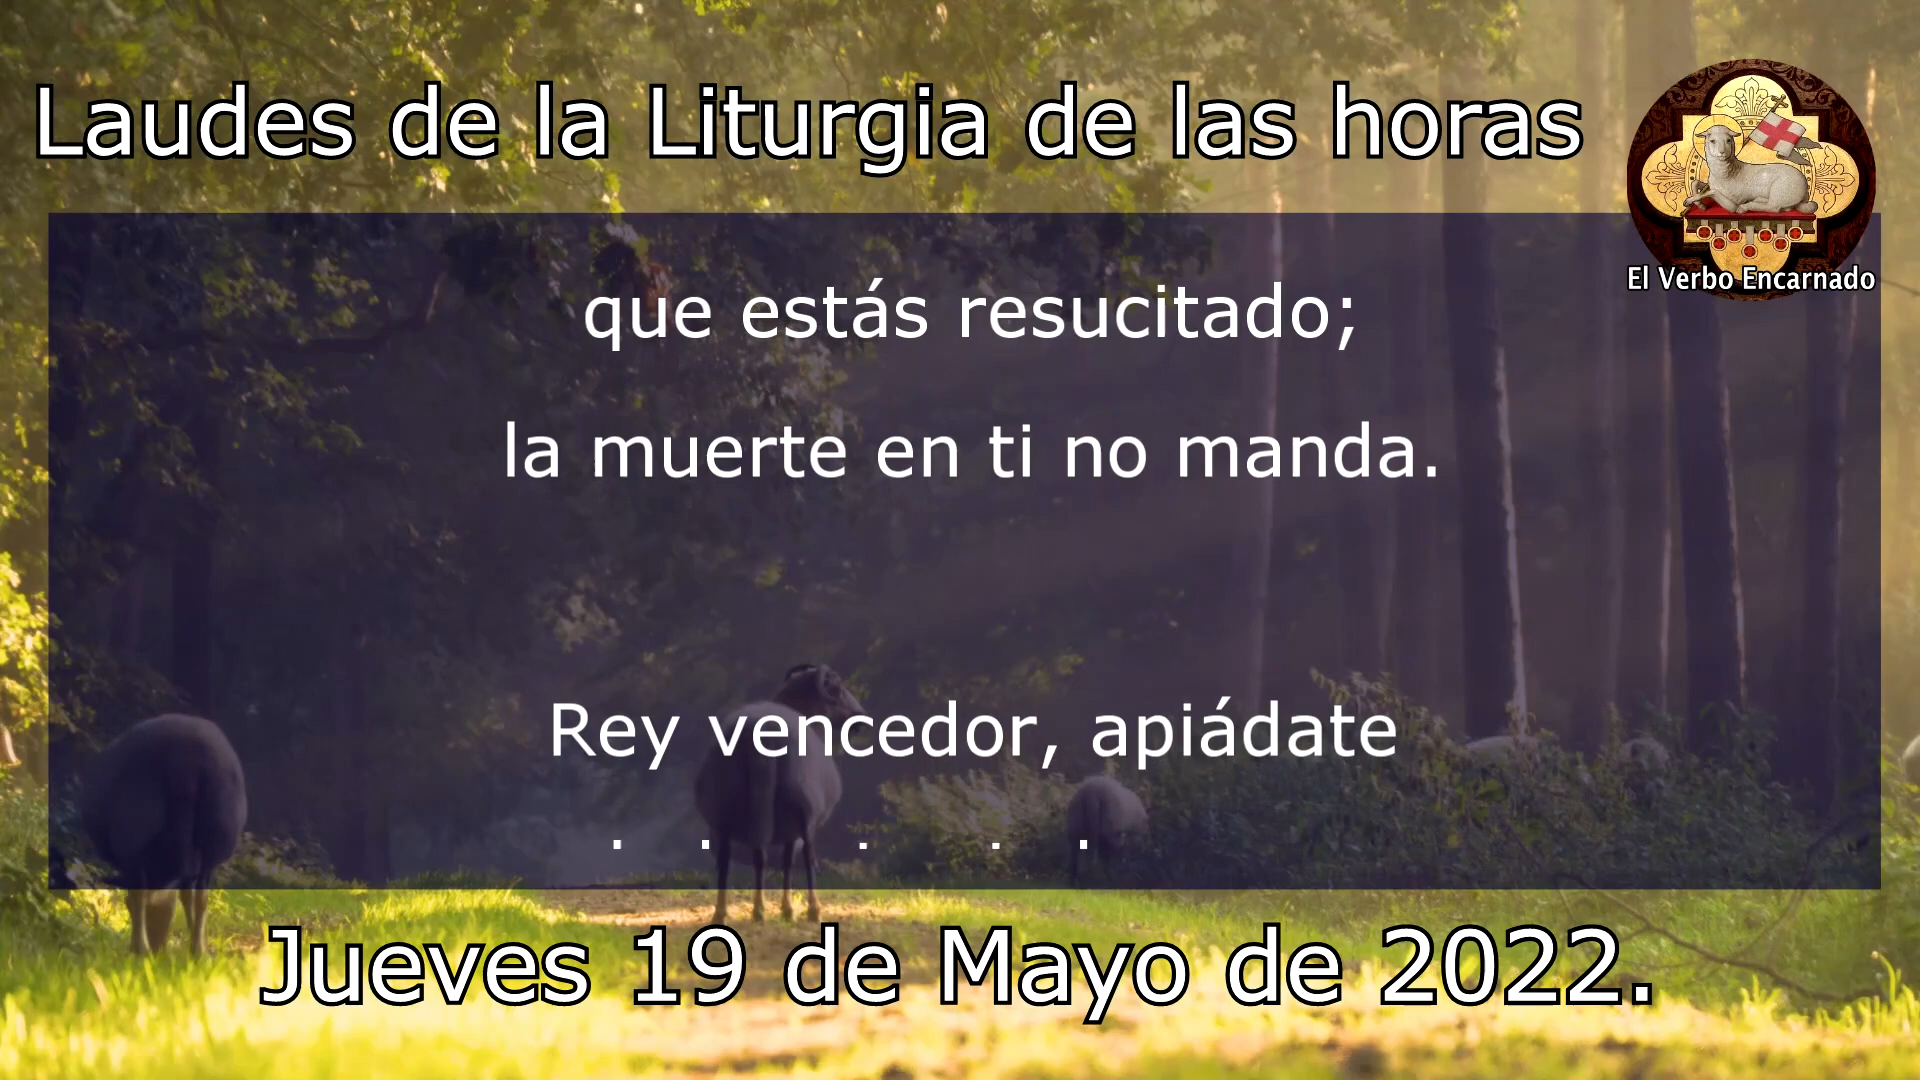 Laudes de la Liturgia de las horas
El Verbo Encarnado
que estás resucitado;
la muerte en ti no manda.
Rey vencedor, apiádate
Jueves 19 de Mayo de 2022.